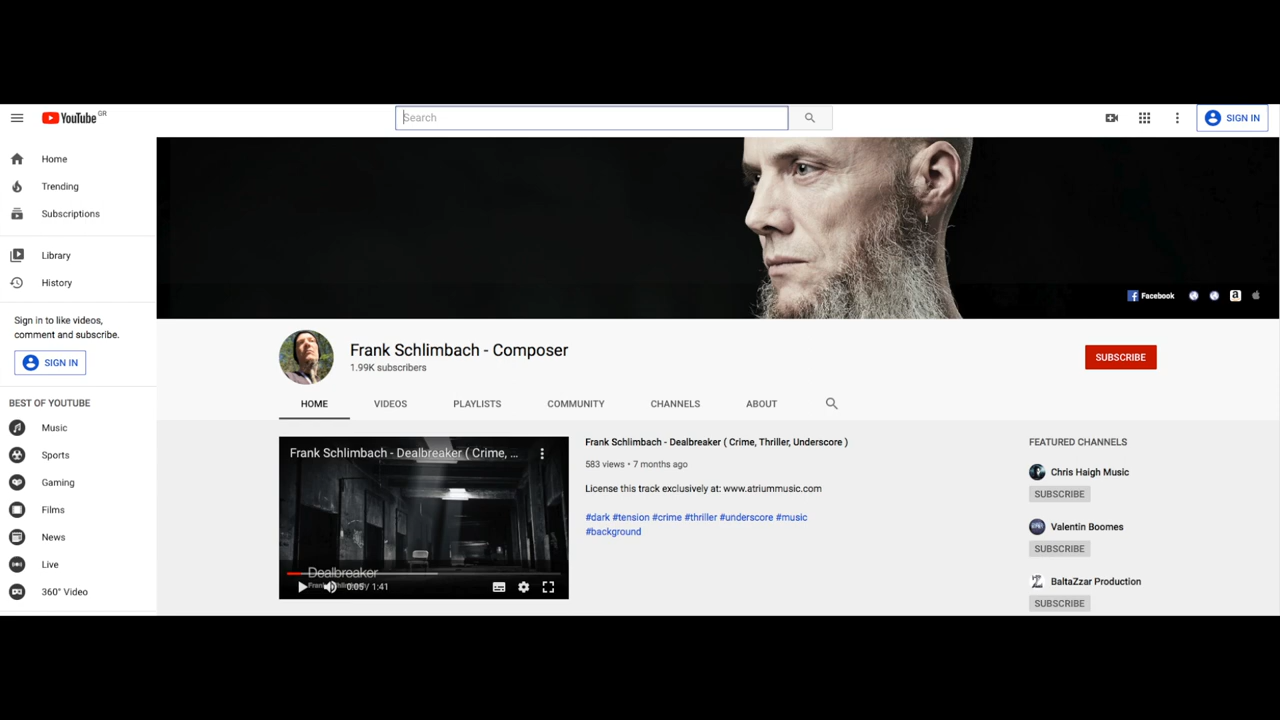 YouTube GR
Search
SIGN IN
Home
Trending
Subscriptions
Library
History
Sign in to like videos,
comment and subscribe.
SIGN IN
BEST OF YOUTUBE
Music
Sports
Gaming
Films
News
Live
360° Video
Facebook
Frank Schlimbach - Composer
1.99K subscribers
SUBSCRIBE
HOME VIDEOS PLAYLISTS COMMUNITY CHANNELS ABOUT
Frank Schlimbach - Dealbreaker ( Crime, ...
Dealbreaker
0:05 / 1:41
Frank Schlimbach - Dealbreaker ( Crime, Thriller, Underscore )
583 views • 7 months ago
License this track exclusively at: www.atriummusic.com
#dark #tension #crime #thriller #underscore #music
#background
FEATURED CHANNELS
Chris Haigh Music
SUBSCRIBE
Valentin Boomes
SUBSCRIBE
BaltaZzar Production
SUBSCRIBE